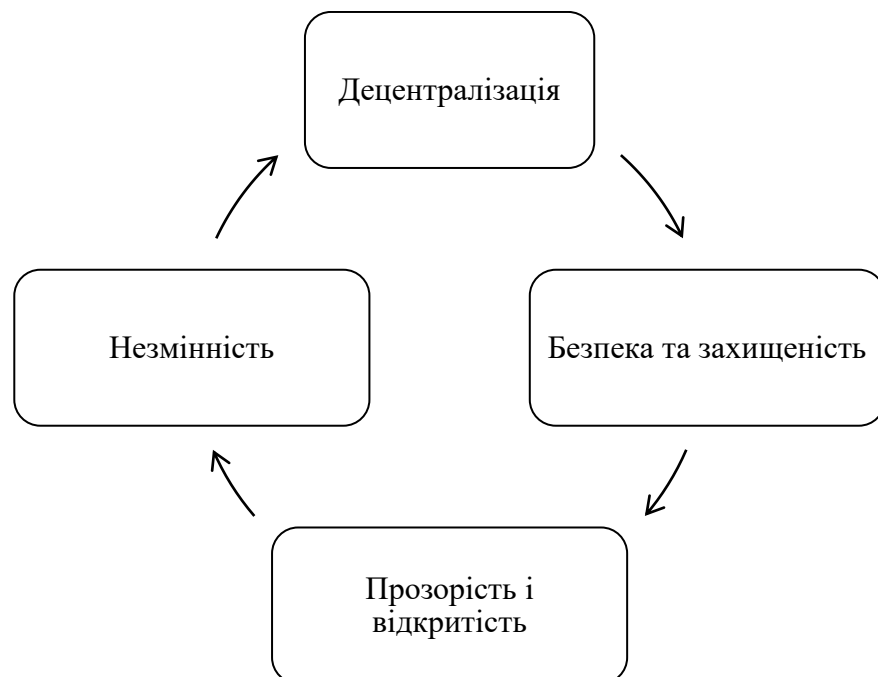 Децентралізація
Незмінність
Безпека та захищеність
Прозорість і
відкритість